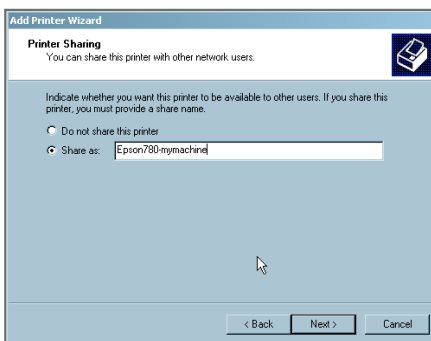 Add Printer Wizard
Printer Sharing
You can share this printer with other network users.
Indicate whether you want this printer to be available to other users. If you share this
printer, you must provide a share name.
Do not share this printer
Share as: Epson780-mymachine
< Back Next > Cancel